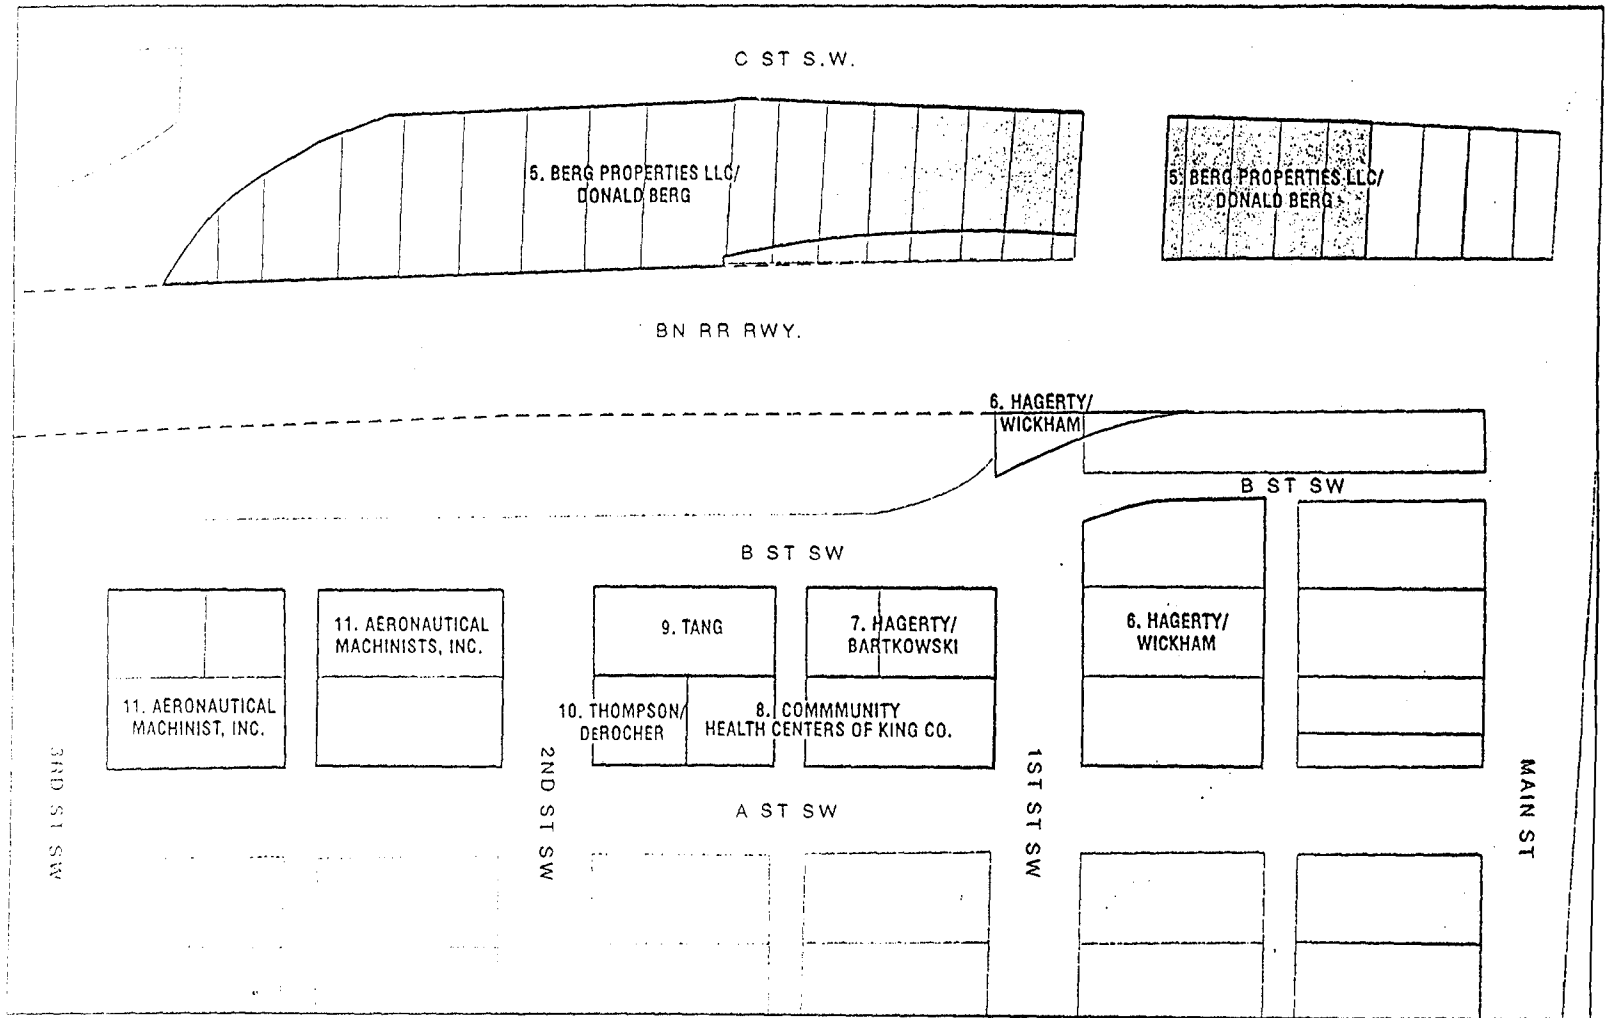 C ST S.W.
5. BERG PROPERTIES LLC/
DONALD BERG
5. BERG PROPERTIES LLC/
DONALD BERG
BN RR RWY.
6. HAGERTY/
WICKHAM
B ST SW
B ST SW
11. AERONAUTICAL
MACHINISTS, INC.
9. TANG
7. HAGERTY/
BARTKOWSKI
6. HAGERTY/
WICKHAM
11. AERONAUTICAL
MACHINIST, INC.
10. THOMPSON/
DEROCHER
8. COMMMUNITY
HEALTH CENTERS OF KING CO.
3RD ST SW
2ND ST SW
A ST SW
1ST ST SW
MAIN ST